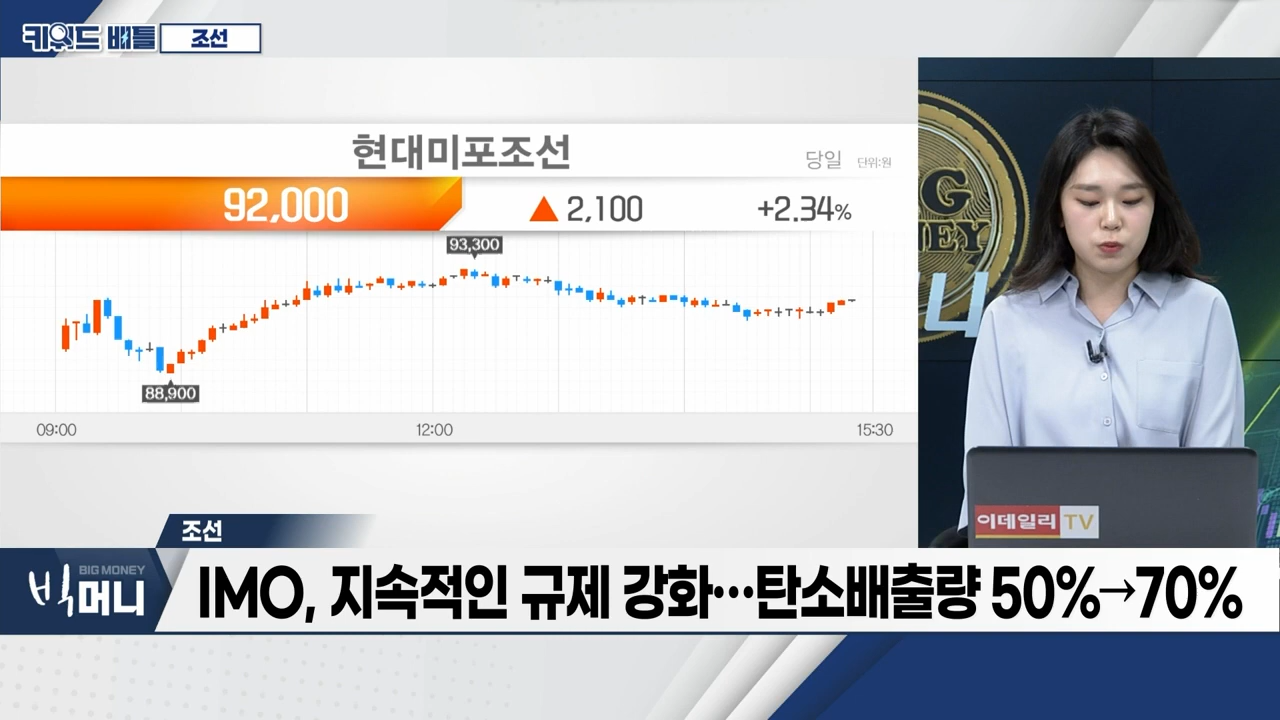 키워드 배틀 조선
현대미포조선
당일 단위:원
92,000 ▲ 2,100 +2.34%
93,300
88,900
09:00 12:00 15:30
이데일리TV
조선
BIG MONEY
빅머니
IMO, 지속적인 규제 강화…탄소배출량 50%→70%